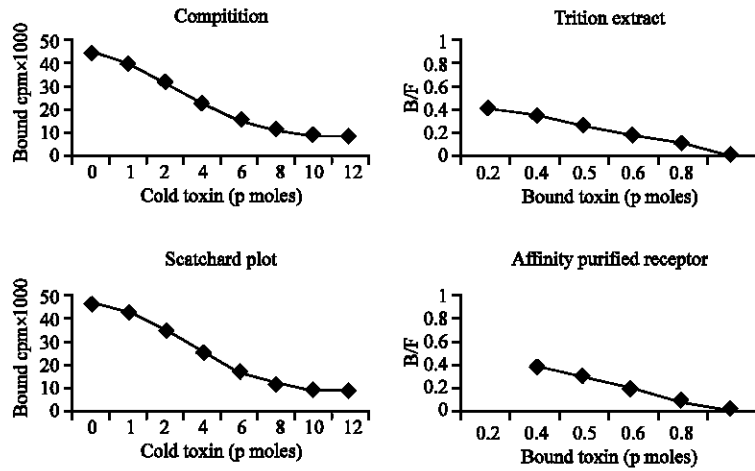 Compitition
Bound cpm×1000
50
40
30
20
10
0
0 1 2 4 6 8 10 12
Cold toxin (p moles)
Trition extract
B/F
1
0.8
0.6
0.4
0.2
0
0.2 0.4 0.5 0.6 0.8
Bound toxin (p moles)
Scatchard plot
Bound cpm×1000
50
40
30
20
10
0
0 1 2 4 6 8 10 12
Cold toxin (p moles)
Affinity purified receptor
B/F
1
0.8
0.6
0.4
0.2
0
0.2 0.4 0.5 0.6 0.8
Bound toxin (p moles)